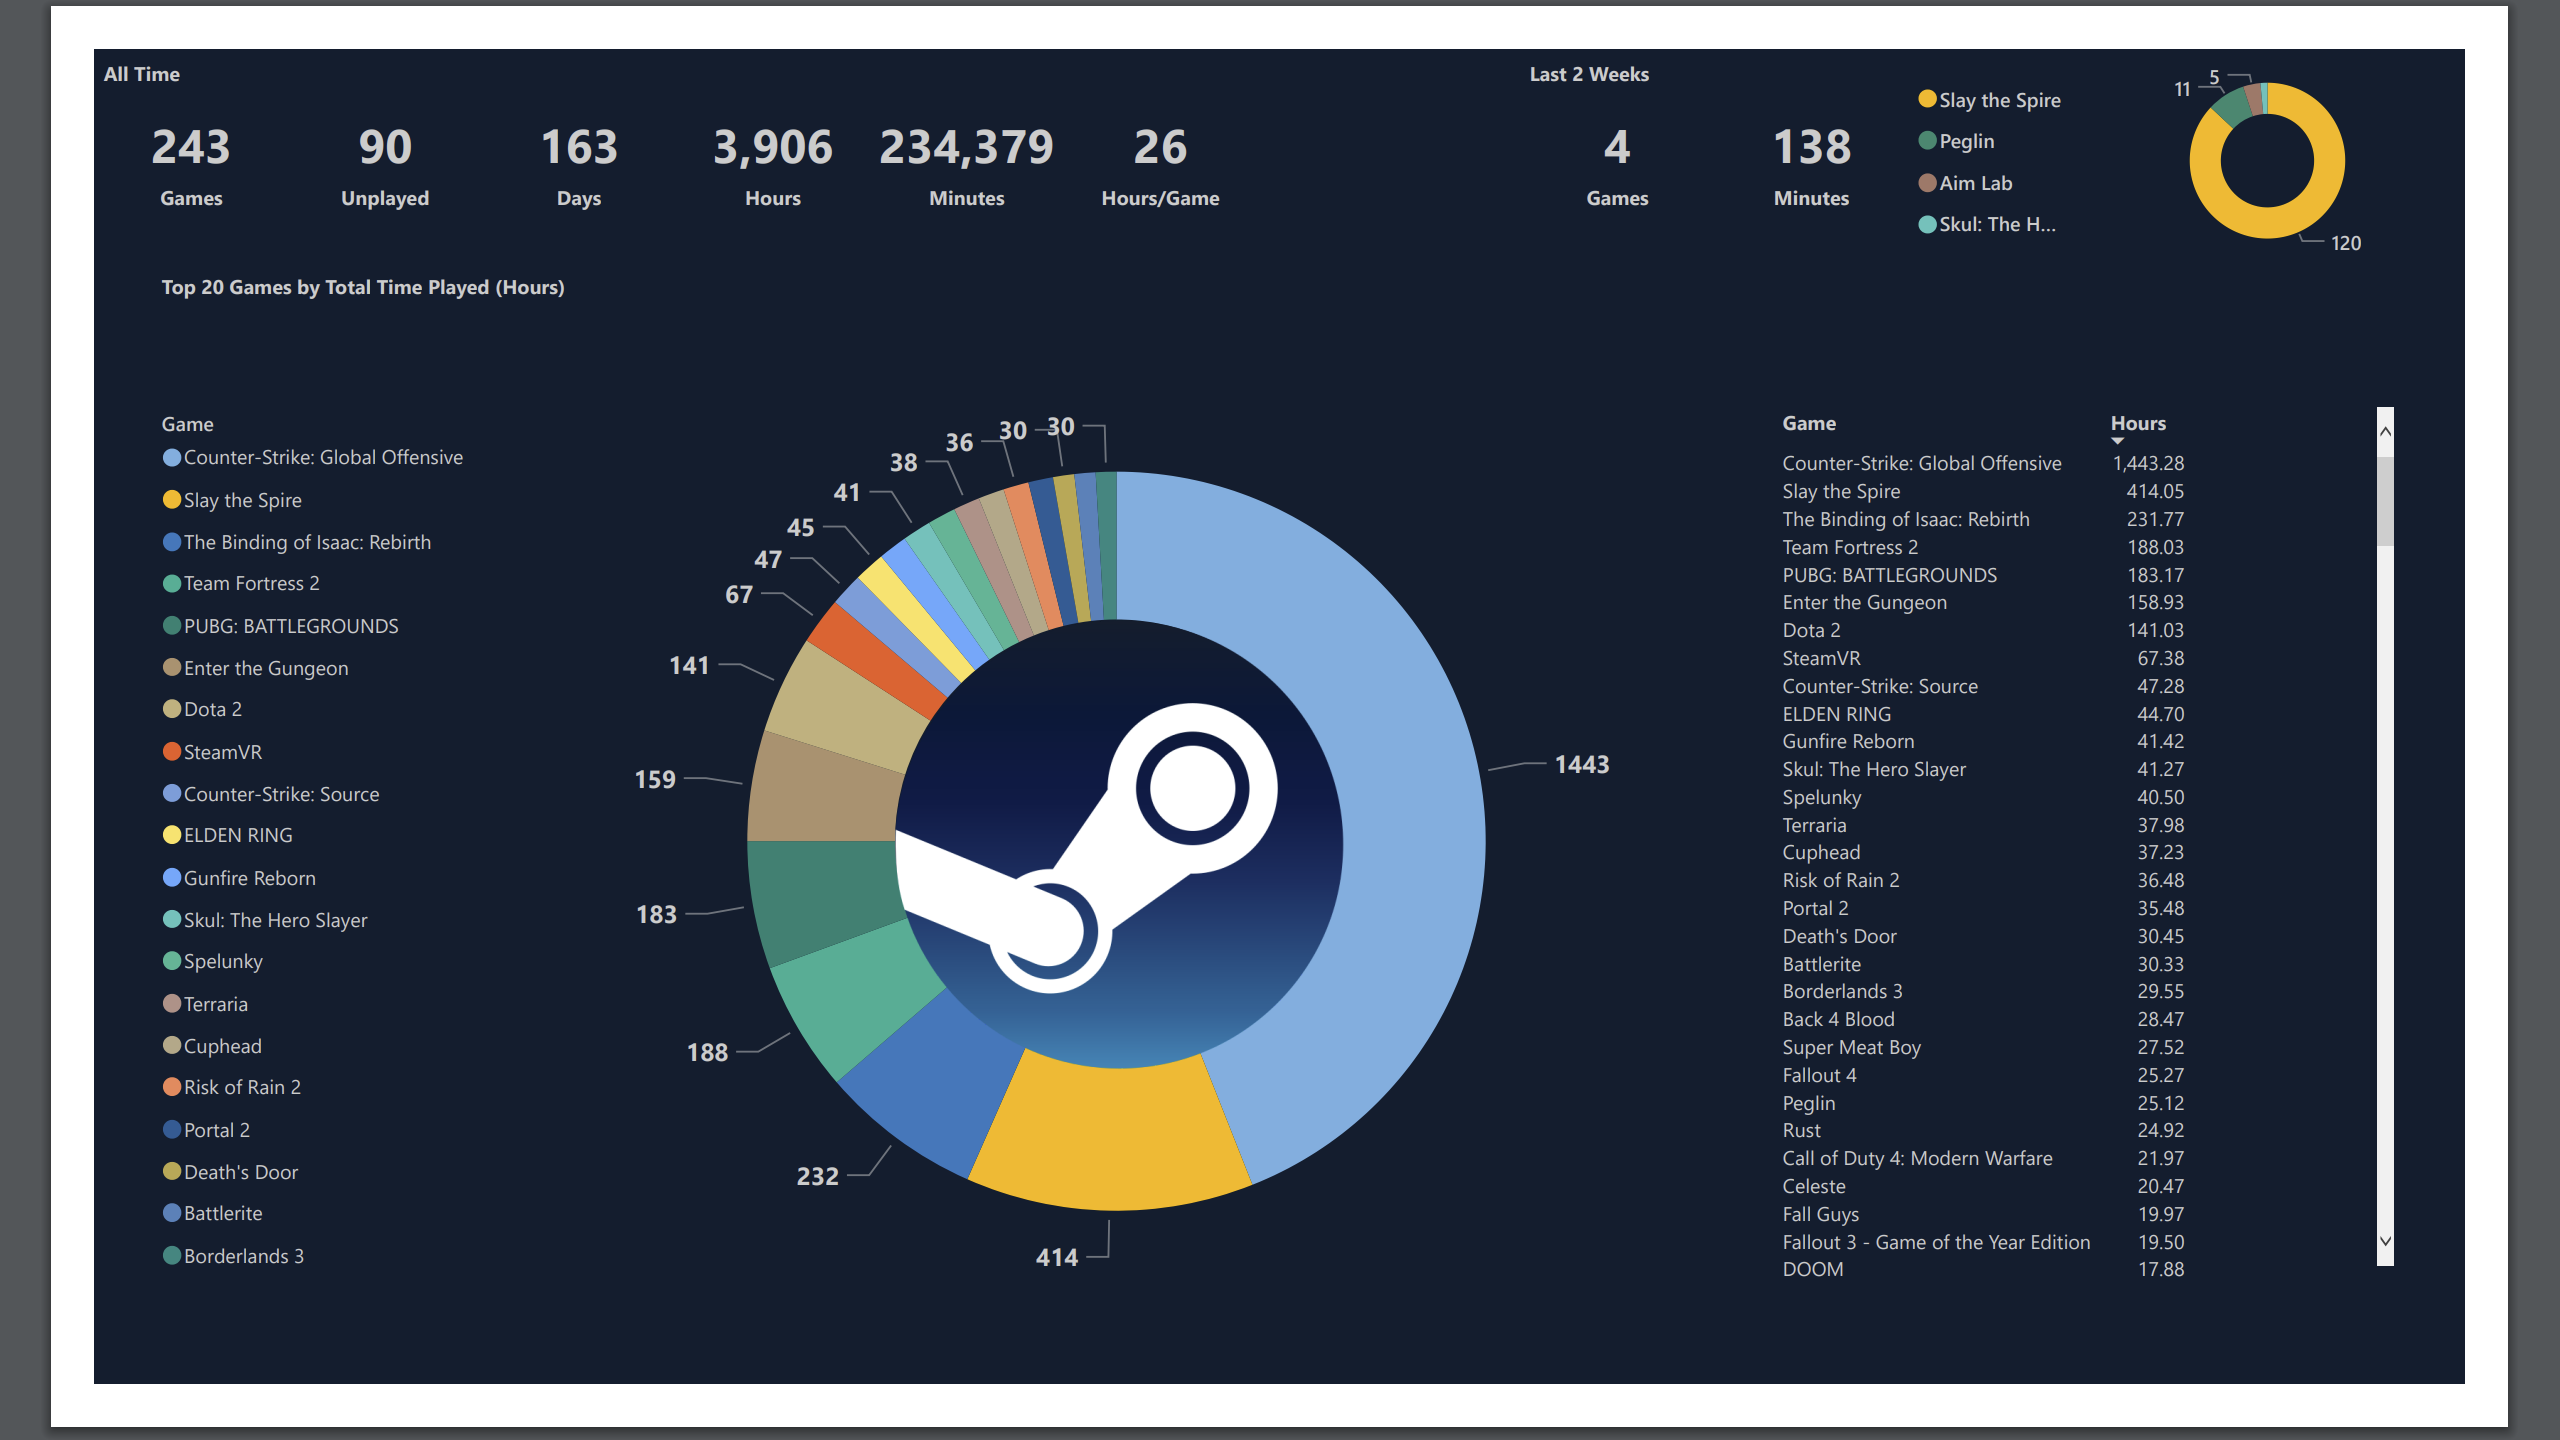 All Time
243 90 163 3,906 234,379 26
Games Unplayed Days Hours Minutes Hours/Game
Last 2 Weeks
4 138
Games Minutes
Slay the Spire
Peglin
Aim Lab
Skul: The H...
5
11
120
Top 20 Games by Total Time Played (Hours)
Game
Counter-Strike: Global Offensive
Slay the Spire
The Binding of Isaac: Rebirth
Team Fortress 2
PUBG: BATTLEGROUNDS
Enter the Gungeon
Dota 2
SteamVR
Counter-Strike: Source
ELDEN RING
Gunfire Reborn
Skul: The Hero Slayer
Spelunky
Terraria
Cuphead
Risk of Rain 2
Portal 2
Death's Door
Battlerite
Borderlands 3
30
30
36
38
41
45
47
67
141
159
183
188
232
414
1443
Game Hours
Counter-Strike: Global Offensive 1,443.28
Slay the Spire 414.05
The Binding of Isaac: Rebirth 231.77
Team Fortress 2 188.03
PUBG: BATTLEGROUNDS 183.17
Enter the Gungeon 158.93
Dota 2 141.03
SteamVR 67.38
Counter-Strike: Source 47.28
ELDEN RING 44.70
Gunfire Reborn 41.42
Skul: The Hero Slayer 41.27
Spelunky 40.50
Terraria 37.98
Cuphead 37.23
Risk of Rain 2 36.48
Portal 2 35.48
Death's Door 30.45
Battlerite 30.33
Borderlands 3 29.55
Back 4 Blood 28.47
Super Meat Boy 27.52
Fallout 4 25.27
Peglin 25.12
Rust 24.92
Call of Duty 4: Modern Warfare 21.97
Celeste 20.47
Fall Guys 19.97
Fallout 3 - Game of the Year Edition 19.50
DOOM 17.88